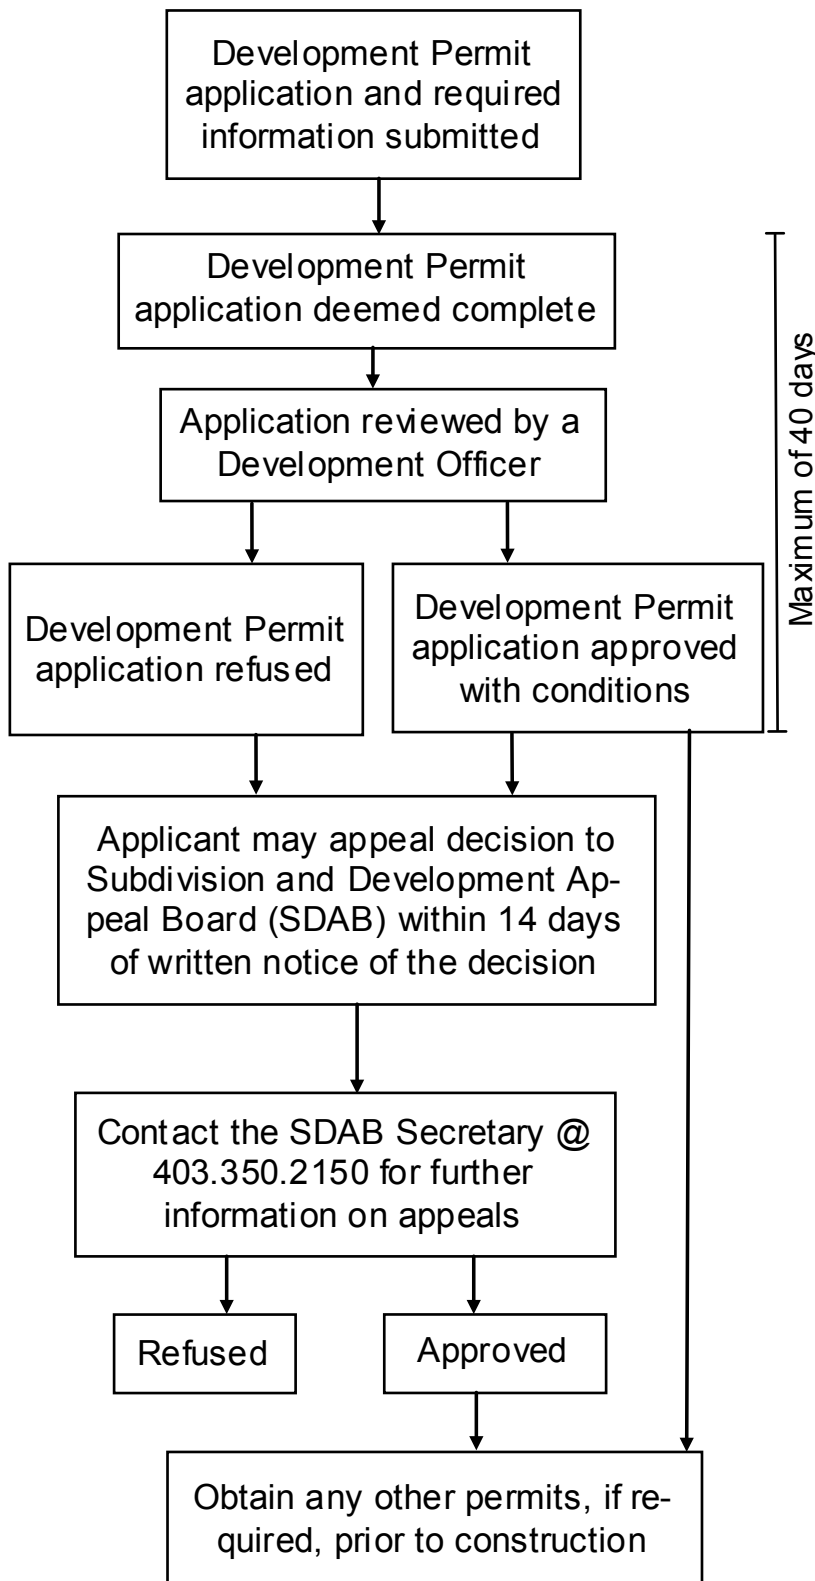 Development Permit
application and required
information submitted
Development Permit
application deemed complete
Maximum of 40 days
Application reviewed by a
Development Officer
Development Permit
application refused
Development Permit
application approved
with conditions
Applicant may appeal decision to
Subdivision and Development Ap-
peal Board (SDAB) within 14 days
of written notice of the decision
Contact the SDAB Secretary @
403.350.2150 for further
information on appeals
Refused
Approved
Obtain any other permits, if re-
quired, prior to construction